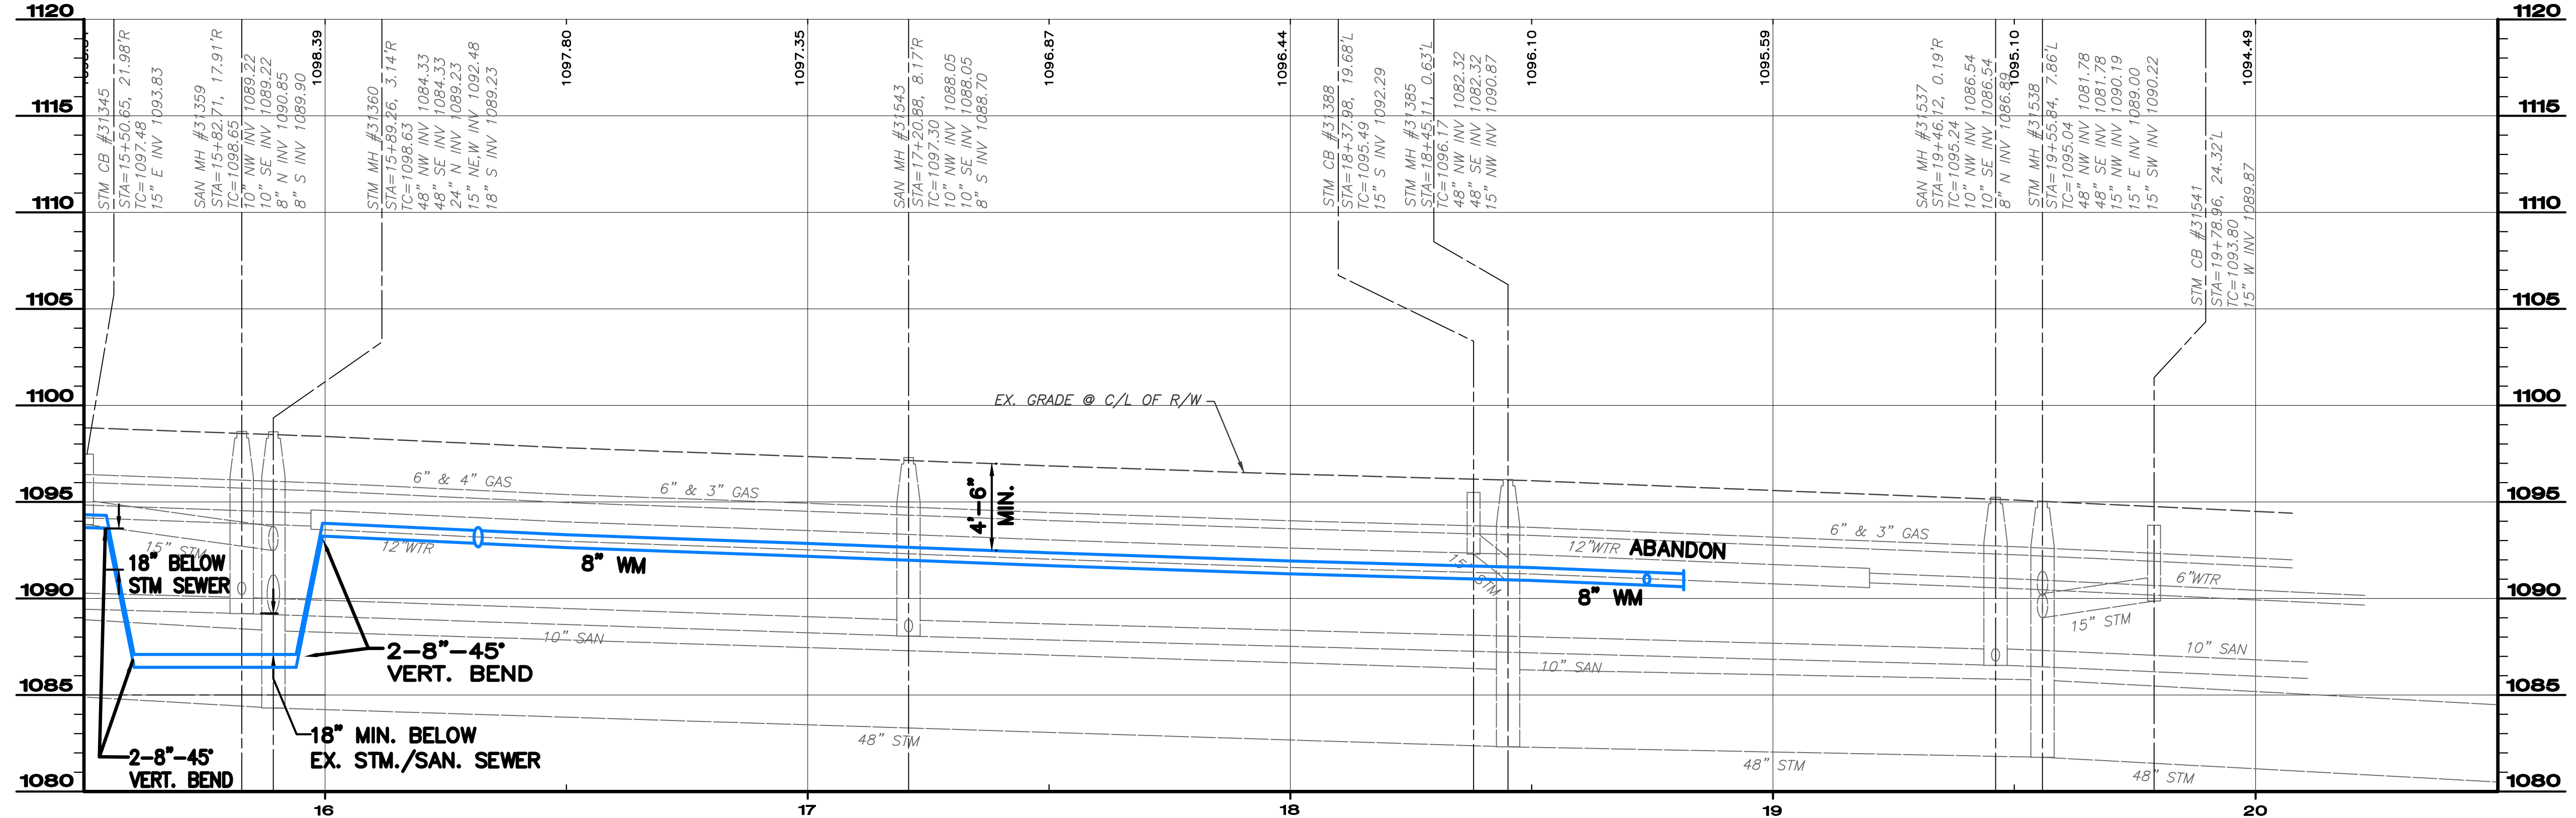 1120
1115
1110
1105
1100
1095
1090
1085
1080
1120
1115
1110
1105
1100
1095
1090
1085
1080
1098.39
1097.80
1097.35
1096.87
1096.44
1096.10
1095.59
1095.10
1094.49
STM CB #31345
STA=15+50.65, 21.98'R
TC=1097.48
15" E INV 1093.83
SAN MH #31359
STA=15+82.71, 17.91'R
TC=1098.65
10" NW INV 1089.22
10" SE INV 1089.22
8" N INV 1090.85
8" S INV 1089.90
STM MH #31360
STA=15+89.26, 3.14'R
TC=1098.63
48" NW INV 1084.33
48" SE INV 1084.33
24" N INV 1089.23
15" NE,W INV 1092.48
18" S INV 1089.23
SAN MH #31543
STA=17+20.88, 8.17'R
TC=1097.30
10" NW INV 1088.05
10" SE INV 1088.05
8" S INV 1088.70
STM CB #31388
STA=18+37.98, 19.68'L
TC=1095.49
15" S INV 1092.29
STM MH #31385
STA=18+45.11, 0.63'L
TC=1096.17
48" NW INV 1082.32
48" SE INV 1082.32
15" NW INV 1090.87
SAN MH #31537
STA=19+46.12, 0.19'R
TC=1095.24
10" NW INV 1086.54
10" SE INV 1086.54
8" N INV 1086.89
STM MH #31538
STA=19+55.84, 7.86'L
TC=1095.04
48" NW INV 1081.78
48" SE INV 1081.78
15" NW INV 1090.19
15" E INV 1089.00
15" SW INV 1090.22
STM CB #31541
STA=19+78.96, 24.32'L
TC=1093.80
15" W INV 1089.87
EX. GRADE @ C/L OF R/W
6" & 4" GAS
6" & 3" GAS
6" & 3" GAS
4'-6"
MIN.
15" STM
12"WTR
12"WTR
ABANDON
18" BELOW
STM SEWER
8" WM
8" WM
15" STM
6"WTR
15" STM
10" SAN
10" SAN
10" SAN
2-8"-45°
VERT. BEND
18" MIN. BELOW
EX. STM./SAN. SEWER
2-8"-45°
VERT. BEND
48" STM
48" STM
48" STM
16
17
18
19
20